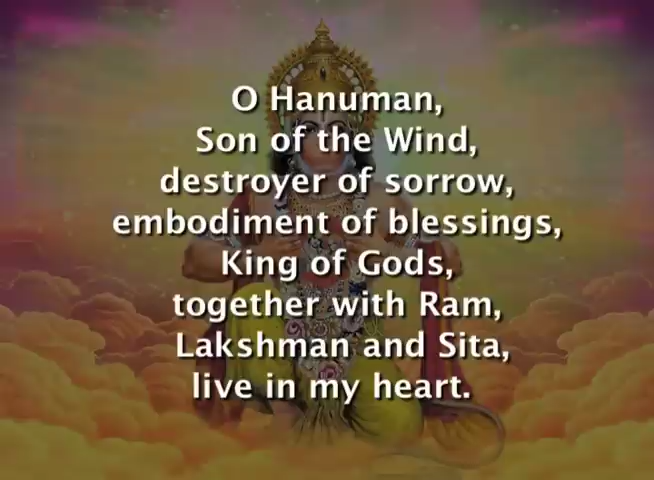 O Hanuman,
Son of the Wind,
destroyer of sorrow,
embodiment of blessings,
King of Gods,
together with Ram,
Lakshman and Sita,
live in my heart.